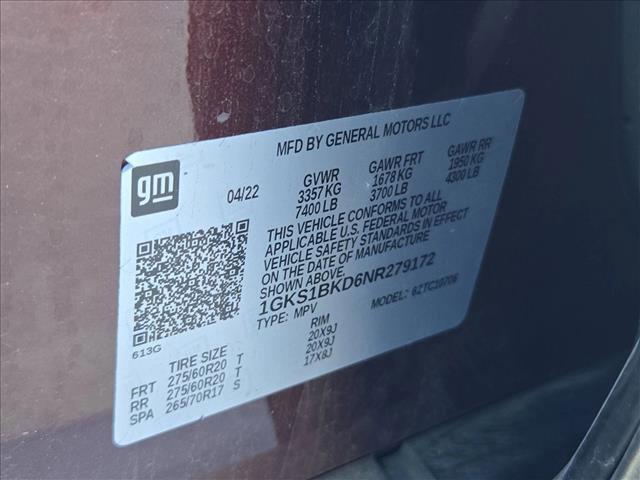 MFD BY GENERAL MOTORS LLC
gm
04/22 GVWR GAWR FRT GAWR RR
3357 KG 1678 KG 1950 KG
7400 LB 3700 LB 4300 LB
THIS VEHICLE CONFORMS TO ALL
APPLICABLE U.S. FEDERAL MOTOR
VEHICLE SAFETY STANDARDS IN EFFECT
ON THE DATE OF MANUFACTURE
SHOWN ABOVE.
1GKS1BKD6NR279172
TYPE: MPV MODEL: 6ZTC10706
613G
TIRE SIZE RIM
FRT 275/60R20 T 20X9J
RR 275/60R20 T 20X9J
SPA 265/70R17 S 17X8J